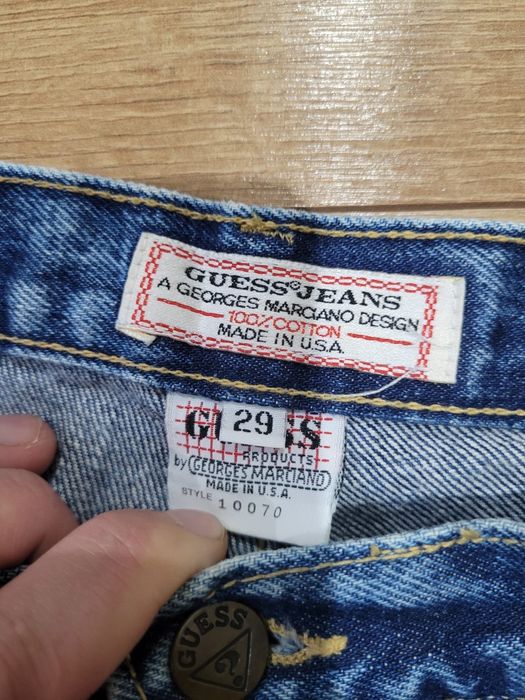 GUESS© JEANS
A GEORGES MARCIANO DESIGN
100% COTTON
MADE IN U.S.A.
29
PRODUCTS
by GEORGES MARCIANO
MADE IN U.S.A.
STYLE 10070
GUESS
?